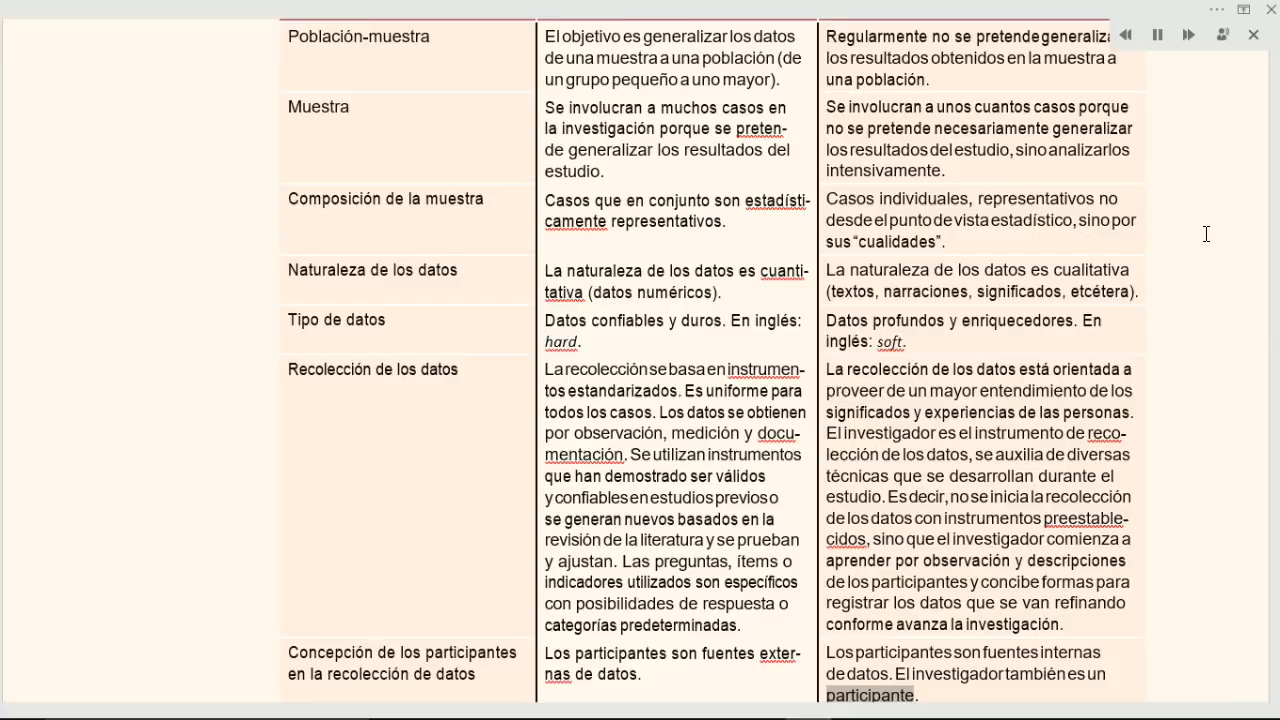 Población-muestra
El objetivo es generalizar los datos
de una muestra a una población (de
un grupo pequeño a uno mayor).
Regularmente no se pretende generaliza
los resultados obtenidos en la muestra a
una población.
Muestra
Se involucran a muchos casos en
la investigación porque se preten-
de generalizar los resultados del
estudio.
Se involucran a unos cuantos casos porque
no se pretende necesariamente generalizar
los resultados del estudio, sino analizarlos
intensivamente.
Composición de la muestra
Casos que en conjunto son estadísti-
camente representativos.
Casos individuales, representativos no
desde el punto de vista estadístico, sino por
sus “cualidades”.
Naturaleza de los datos
La naturaleza de los datos es cuanti-
tativa (datos numéricos).
La naturaleza de los datos es cualitativa
(textos, narraciones, significados, etcétera).
Tipo de datos
Datos confiables y duros. En inglés:
hard.
Datos profundos y enriquecedores. En
inglés: soft.
Recolección de los datos
La recolección se basa en instrumen-
tos estandarizados. Es uniforme para
todos los casos. Los datos se obtienen
por observación, medición y docu-
mentación. Se utilizan instrumentos
que han demostrado ser válidos
y confiables en estudios previos o
se generan nuevos basados en la
revisión de la literatura y se prueban
y ajustan. Las preguntas, ítems o
indicadores utilizados son específicos
con posibilidades de respuesta o
categorías predeterminadas.
La recolección de los datos está orientada a
proveer de un mayor entendimiento de los
significados y experiencias de las personas.
El investigador es el instrumento de reco-
lección de los datos, se auxilia de diversas
técnicas que se desarrollan durante el
estudio. Es decir, no se inicia la recolección
de los datos con instrumentos preestable-
cidos, sino que el investigador comienza a
aprender por observación y descripciones
de los participantes y concibe formas para
registrar los datos que se van refinando
conforme avanza la investigación.
Concepción de los participantes
en la recolección de datos
Los participantes son fuentes exter-
nas de datos.
Los participantes son fuentes internas
de datos. El investigador también es un
participante.